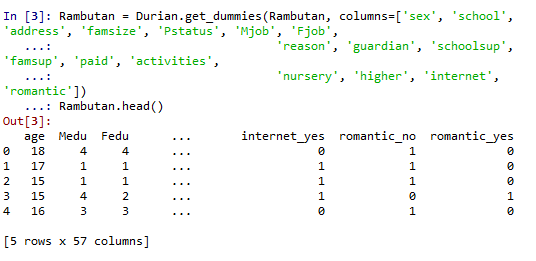 In [3]: Rambutan = Durian.get_dummies(Rambutan, columns=['sex', 'school',
'address', 'famsize', 'Pstatus', 'Mjob', 'Fjob',
   ...:                               'reason', 'guardian', 'schoolsup',
'famsup', 'paid', 'activities',
   ...:                               'nursery', 'higher', 'internet',
'romantic'])
   ...: Rambutan.head()
Out[3]:
   age  Medu  Fedu      ...       internet_yes  romantic_no  romantic_yes
0   18     4     4      ...                  0            1             0
1   17     1     1      ...                  1            1             0
2   15     1     1      ...                  1            1             0
3   15     4     2      ...                  1            0             1
4   16     3     3      ...                  0            1             0
[5 rows x 57 columns]